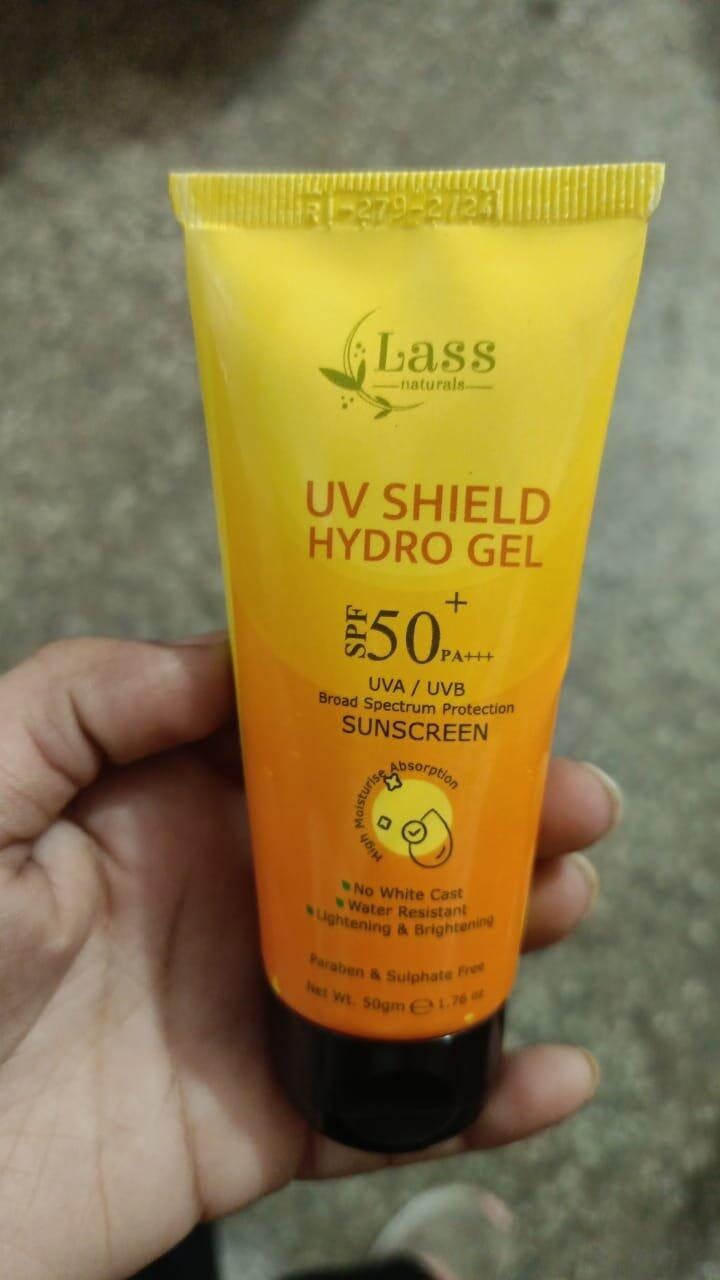 Lass
naturals
UV SHIELD
HYDRO GEL
SPF 50+ PA+++
UVA / UVB
Broad Spectrum Protection
SUNSCREEN
High Moisturise Absorption
No White Cast
Water Resistant
Lightening & Brightening
Paraben & Sulphate Free
Net Wt. 50gm ℮ 1.76 oz